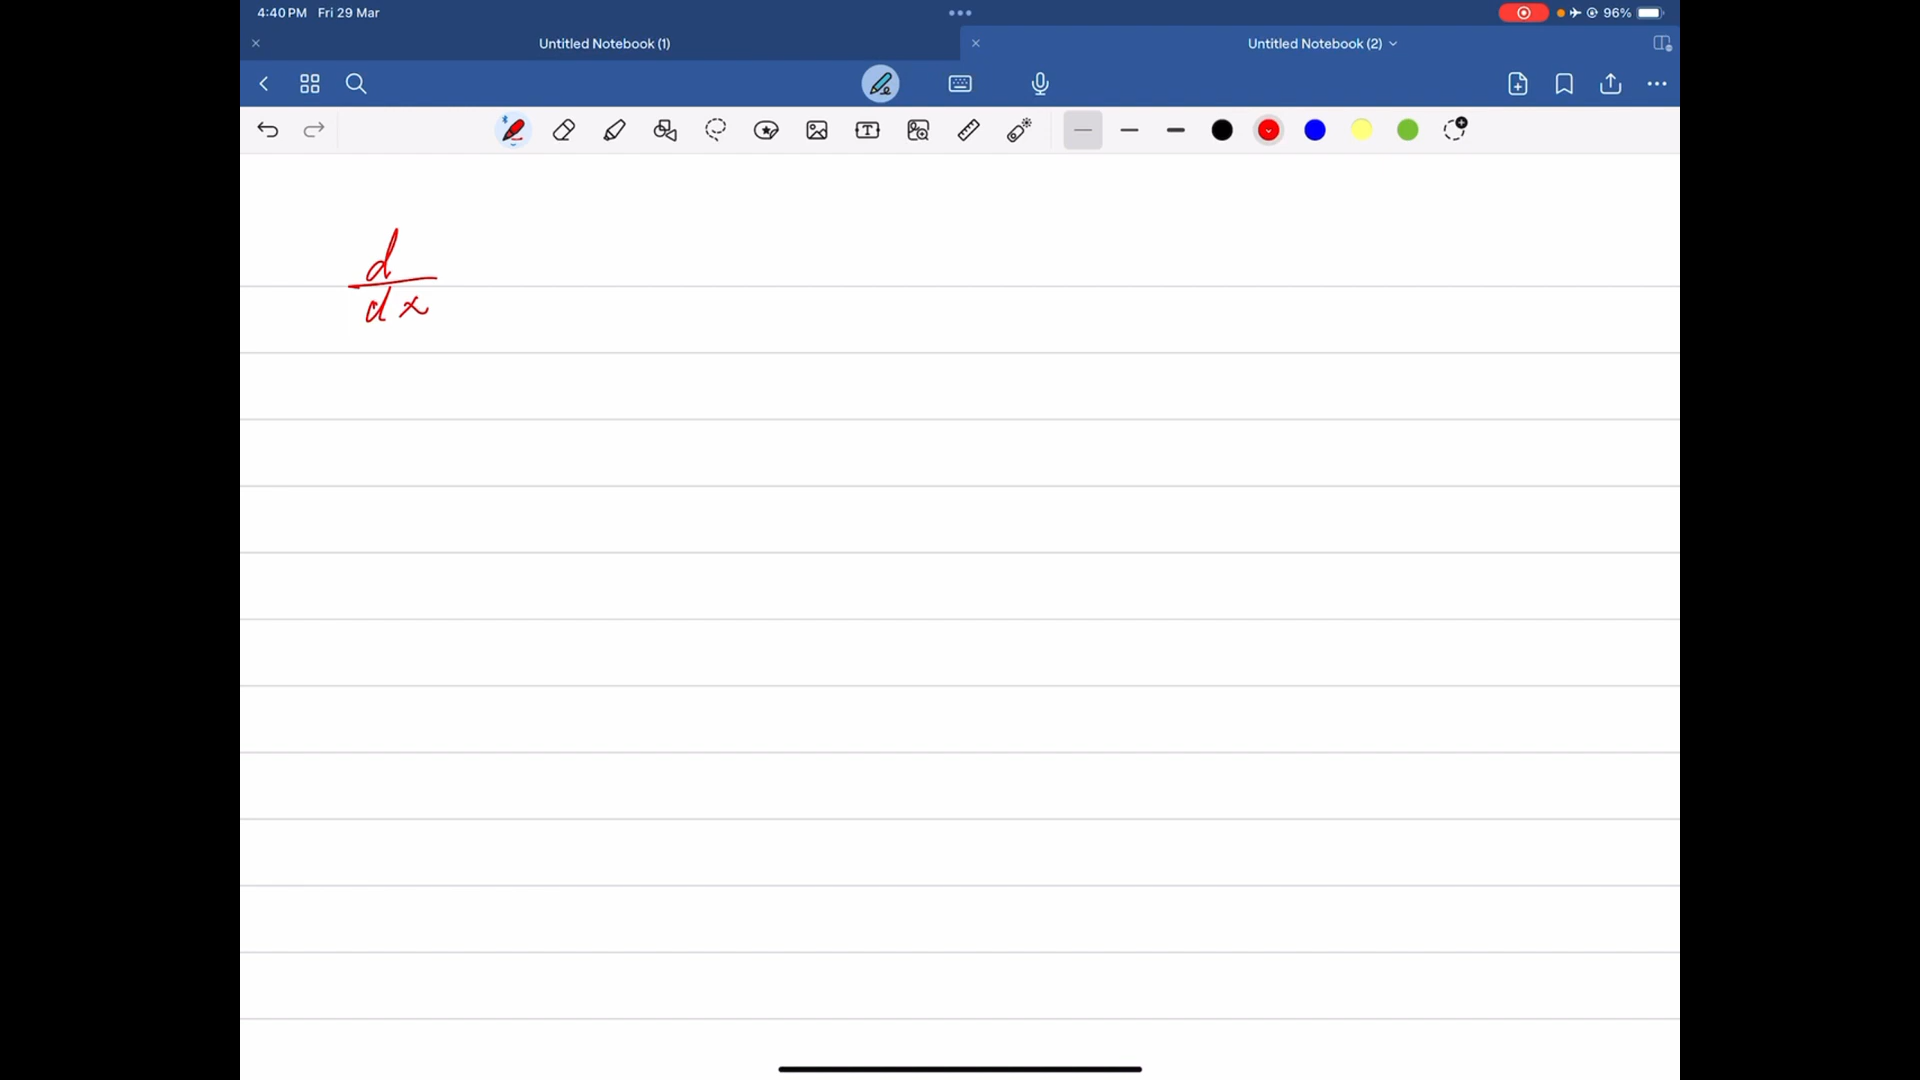 4:40 PM Fri 29 Mar
96%
Untitled Notebook (1)
Untitled Notebook (2)
d
dx